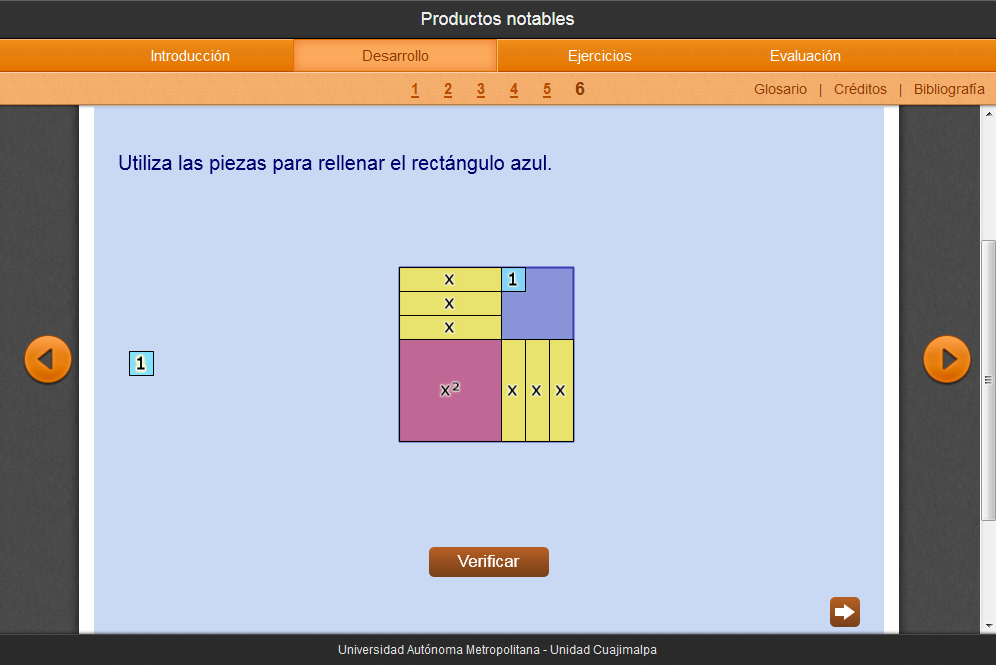 Productos notables
Introducción Desarrollo Ejercicios Evaluación
1 2 3 4 5 6 Glosario | Créditos | Bibliografía
Utiliza las piezas para rellenar el rectángulo azul.
x 1
x
x
1
x² x x x
Verificar
Universidad Autónoma Metropolitana - Unidad Cuajimalpa